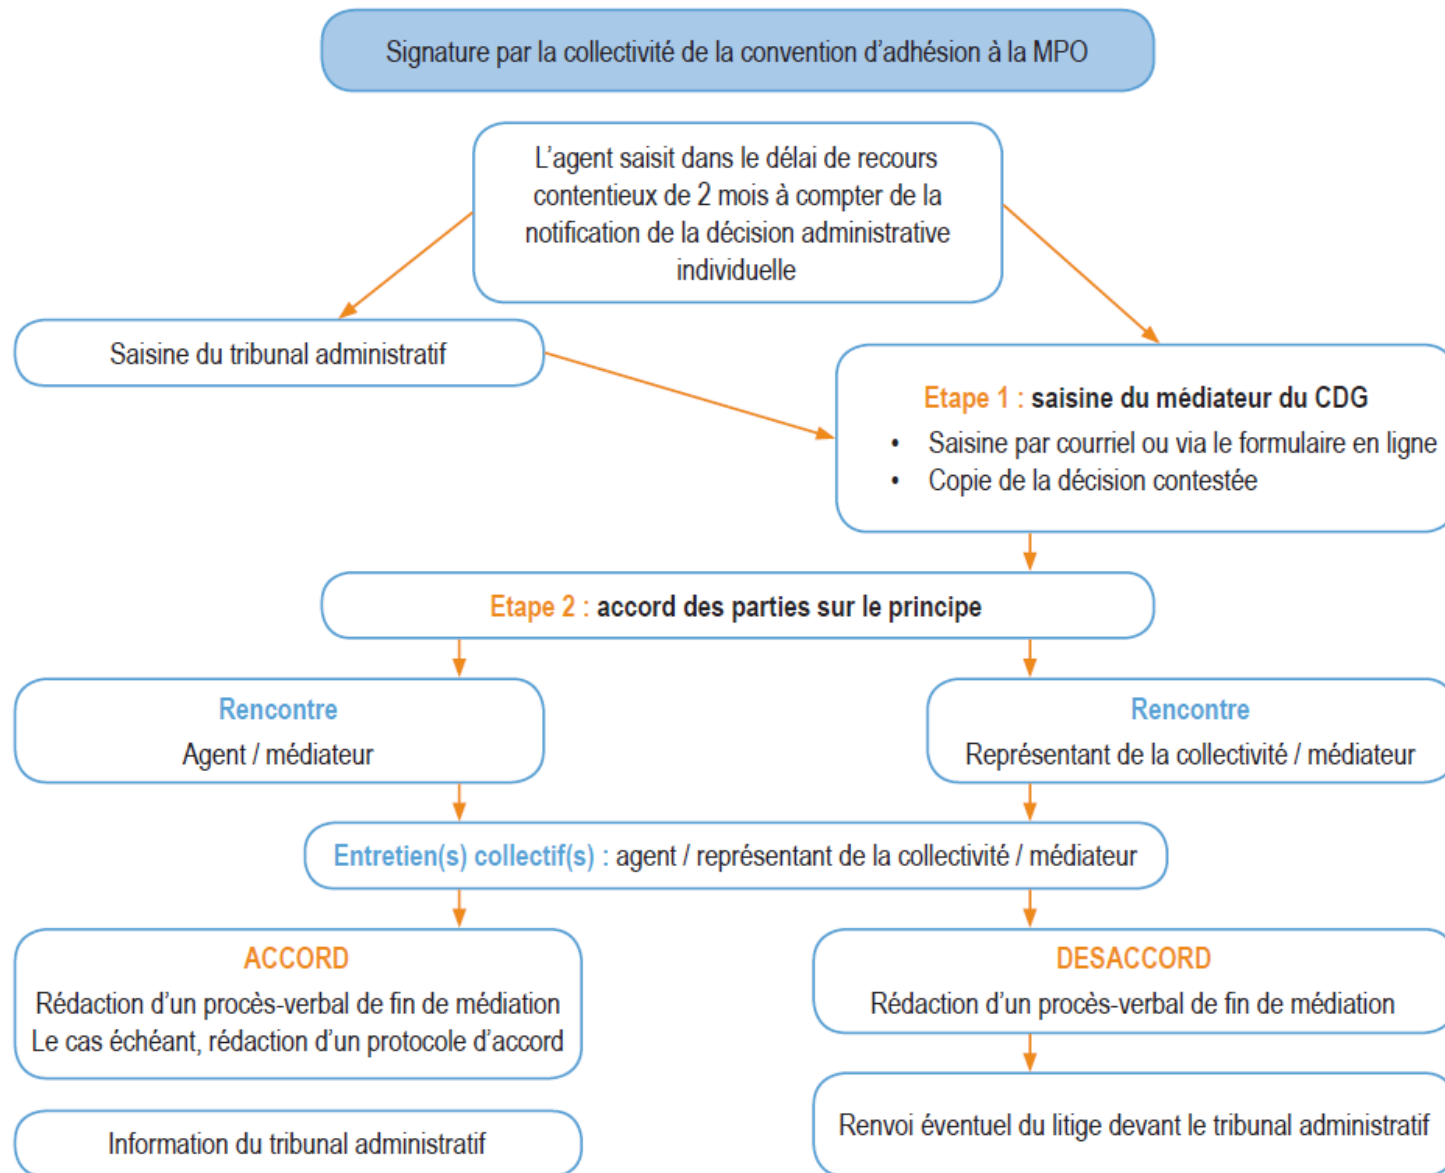 Signature par la collectivité de la convention d’adhésion à la MPO
L’agent saisit dans le délai de recours
contentieux de 2 mois à compter de la
notification de la décision administrative
individuelle
Saisine du tribunal administratif
Etape 1 : saisine du médiateur du CDG
• Saisine par courriel ou via le formulaire en ligne
• Copie de la décision contestée
Etape 2 : accord des parties sur le principe
Rencontre
Agent / médiateur
Rencontre
Représentant de la collectivité / médiateur
Entretien(s) collectif(s) : agent / représentant de la collectivité / médiateur
ACCORD
Rédaction d’un procès-verbal de fin de médiation
Le cas échéant, rédaction d’un protocole d’accord
DESACCORD
Rédaction d’un procès-verbal de fin de médiation
Information du tribunal administratif
Renvoi éventuel du litige devant le tribunal administratif